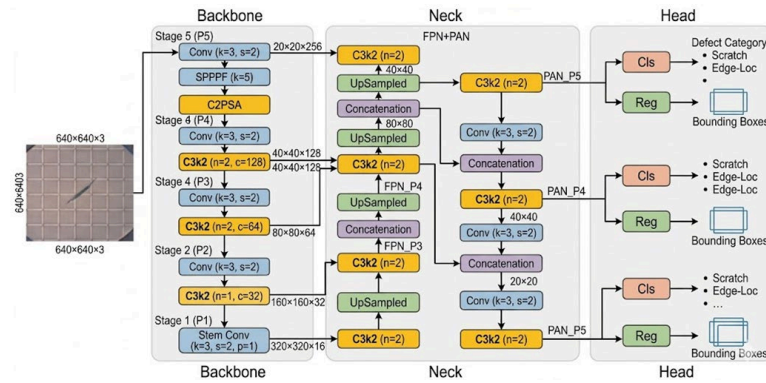 Backbone
Neck
Head
Stage 5 (P5)
Conv (k=3, s=2)
20×20×256
SPPPF (k=5)
C2PSA
Stage 4 (P4)
Conv (k=3, s=2)
C3k2 (n=2, c=128)
40×40×128
40×40×128
Stage 4 (P3)
Conv (k=3, s=2)
C3k2 (n=2, c=64)
80×80×64
Stage 2 (P2)
Conv (k=3, s=2)
C3k2 (n=1, c=32)
160×160×32
Stage 1 (P1)
Stem Conv
(k=3, s=2, p=1)
320×320×16
640×640×3
640×6403
640×640×3
FPN+PAN
C3k2 (n=2)
40×40
UpSampled
Concatenation
80×80
UpSampled
C3k2 (n=2)
FPN_P4
UpSampled
Concatenation
FPN_P3
C3k2 (n=2)
UpSampled
C3k2 (n=2)
C3k2 (n=2)
PAN_P5
Conv (k=3, s=2)
Concatenation
C3k2 (n=2)
PAN_P4
40×40
Conv (k=3, s=2)
Concatenation
20×20
Conv (k=3, s=2)
C3k2 (n=2)
PAN_P5
Cls
Reg
Defect Category
• Scratch
• Edge-Loc
•
Bounding Boxes
Cls
Reg
• Scratch
• Edge-Loc
• Edge-Loc
Bounding Boxes
Cls
Reg
• Scratch
• Edge-Loc
• ...
Bounding Boxes
Backbone
Neck
Head